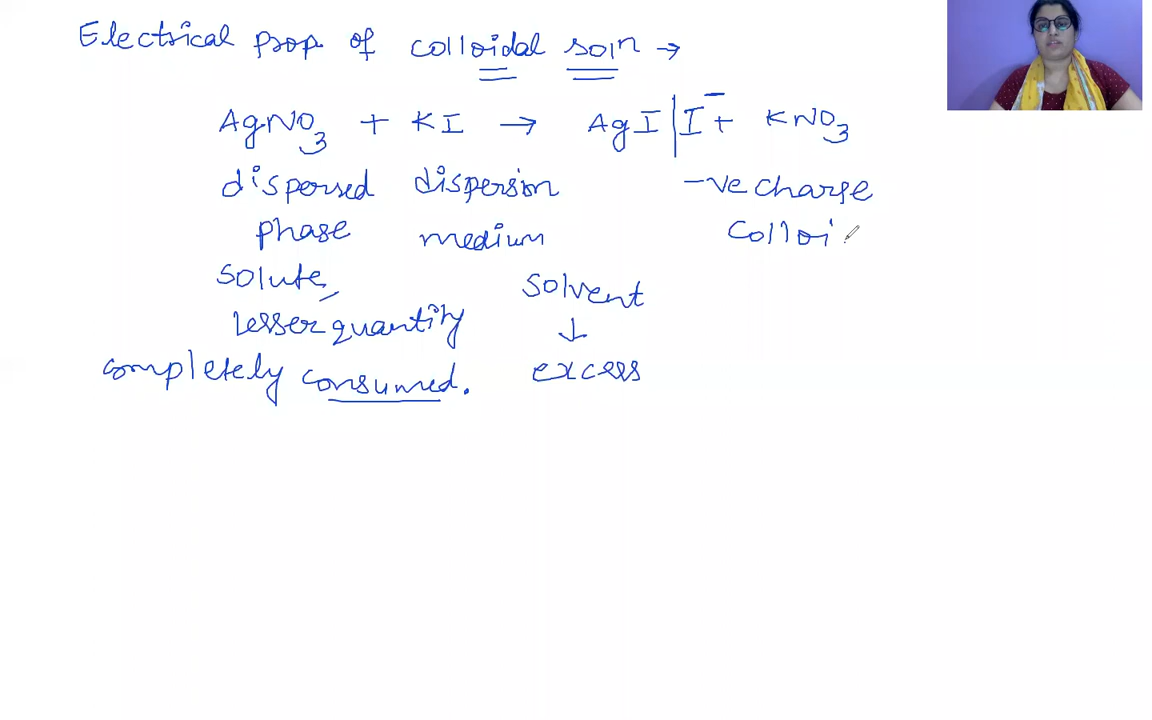 Electrical prop. of colloidal soln →
AgNO3 + KI → AgI|I⁻ + KNO3
dispersed dispersion -ve charge
phase medium colloi
solute, solvent
lesser quantity ↓
completely consumed. excess